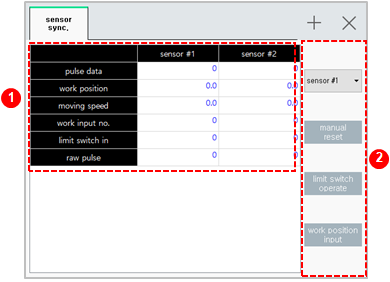 sensor
sync.
sensor #1 sensor #2
pulse data 0 0
work position 0.0 0.0
moving speed 0.0 0.0
work input no. 0 0
limit switch in 0 0
raw pulse 0 0
1
sensor #1
manual
reset
limit switch
operate
work position
input
2